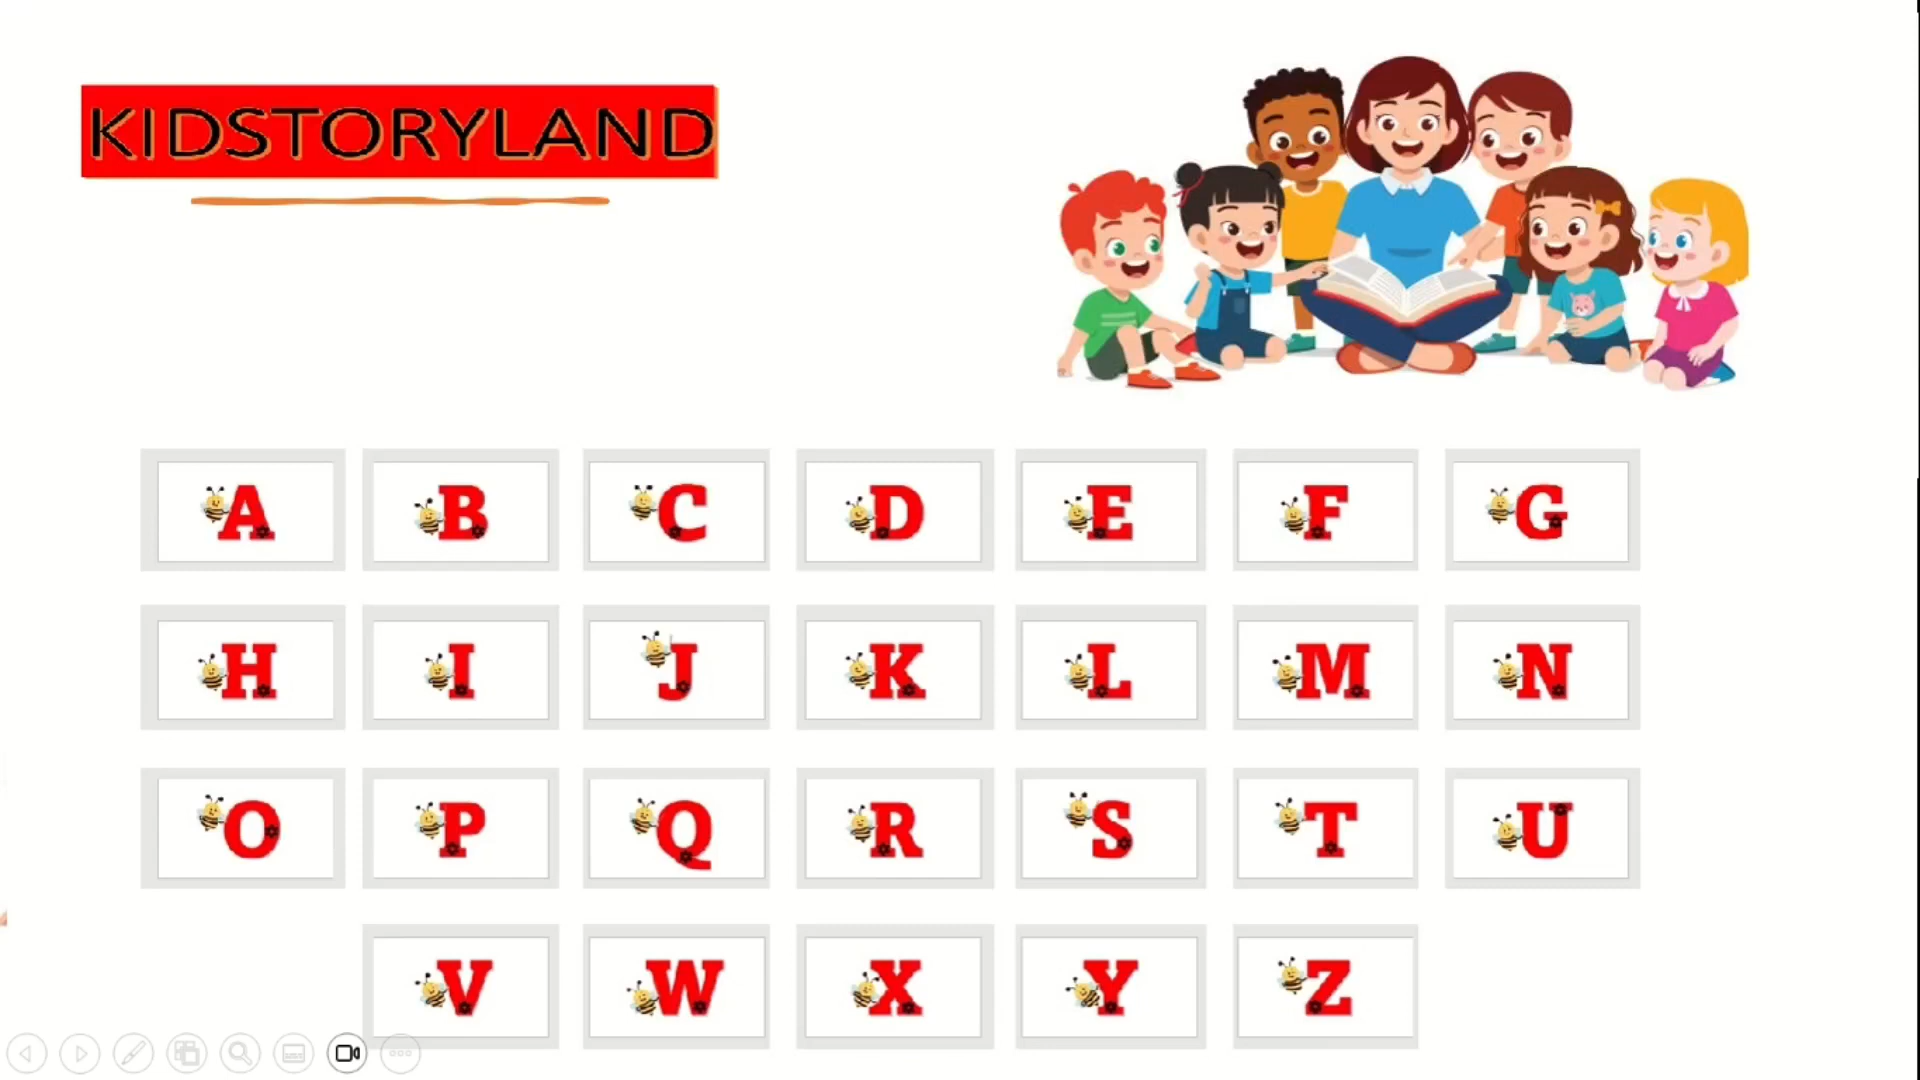 KIDSTORYLAND
A B C D E F G
H I J K L M N
O P Q R S T U
V W X Y Z